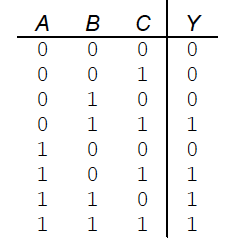 A B C Y
0 0 0 0
0 0 1 0
0 1 0 0
0 1 1 1
1 0 0 0
1 0 1 1
1 1 0 1
1 1 1 1